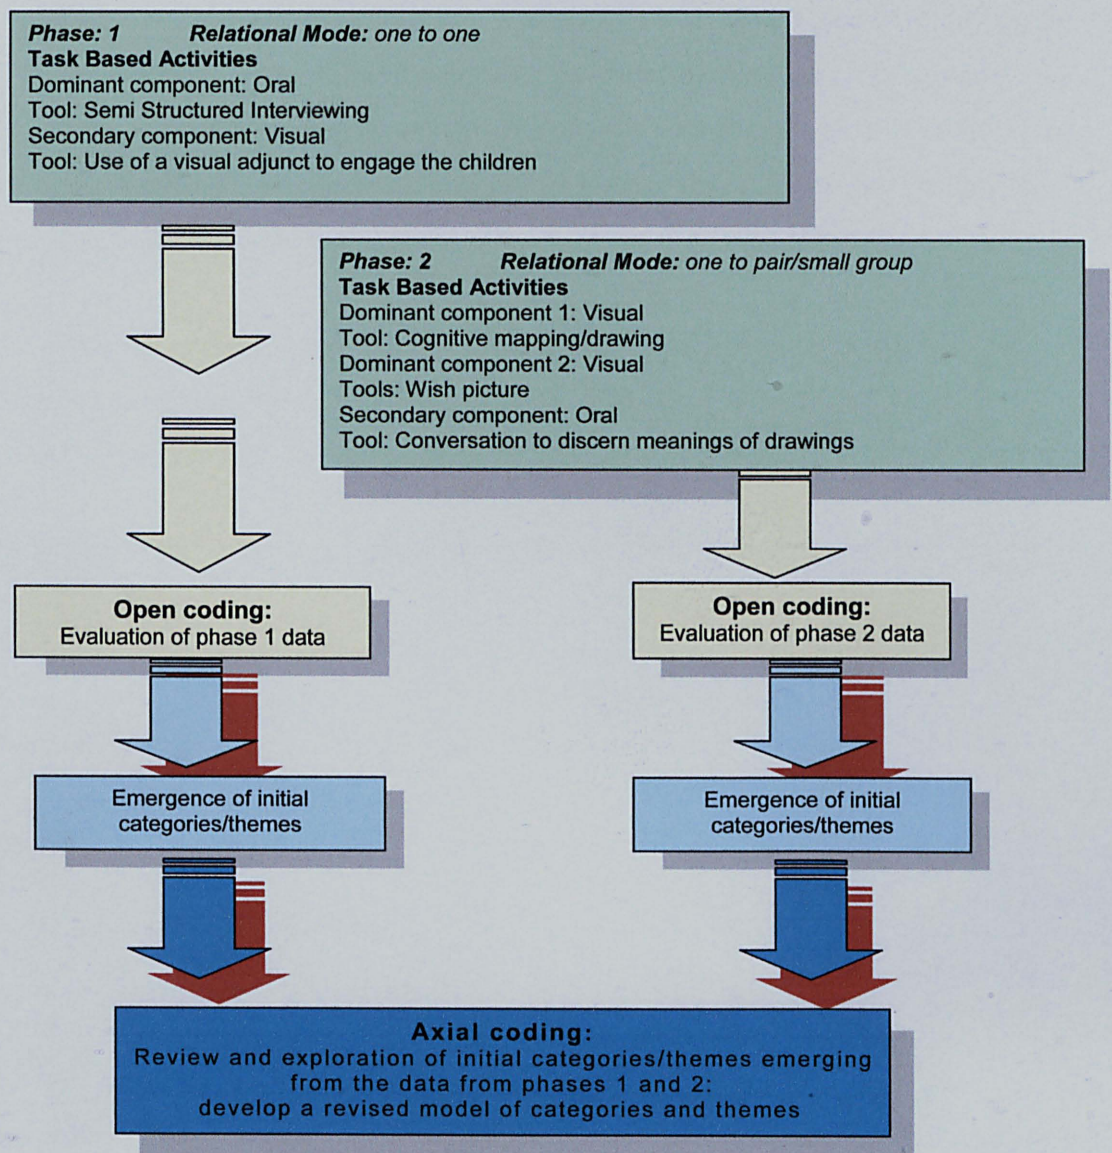 Phase: 1 Relational Mode: one to one
Task Based Activities
Dominant component: Oral
Tool: Semi Structured Interviewing
Secondary component: Visual
Tool: Use of a visual adjunct to engage the children
Phase: 2 Relational Mode: one to pair/small group
Task Based Activities
Dominant component 1: Visual
Tool: Cognitive mapping/drawing
Dominant component 2: Visual
Tools: Wish picture
Secondary component: Oral
Tool: Conversation to discern meanings of drawings
Open coding:
Evaluation of phase 1 data
Open coding:
Evaluation of phase 2 data
Emergence of initial
categories/themes
Emergence of initial
categories/themes
Axial coding:
Review and exploration of initial categories/themes emerging
from the data from phases 1 and 2:
develop a revised model of categories and themes